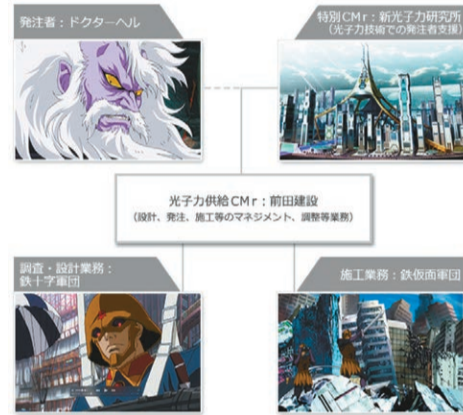 発注者：ドクターヘル
特別CMr：新光子力研究所
（光子力技術での発注者支援）
光子力供給CMr：前田建設
（設計、発注、施工等のマネジメント、調整等業務）
調査・設計業務：
鉄十字軍団
施工業務：鉄仮面軍団